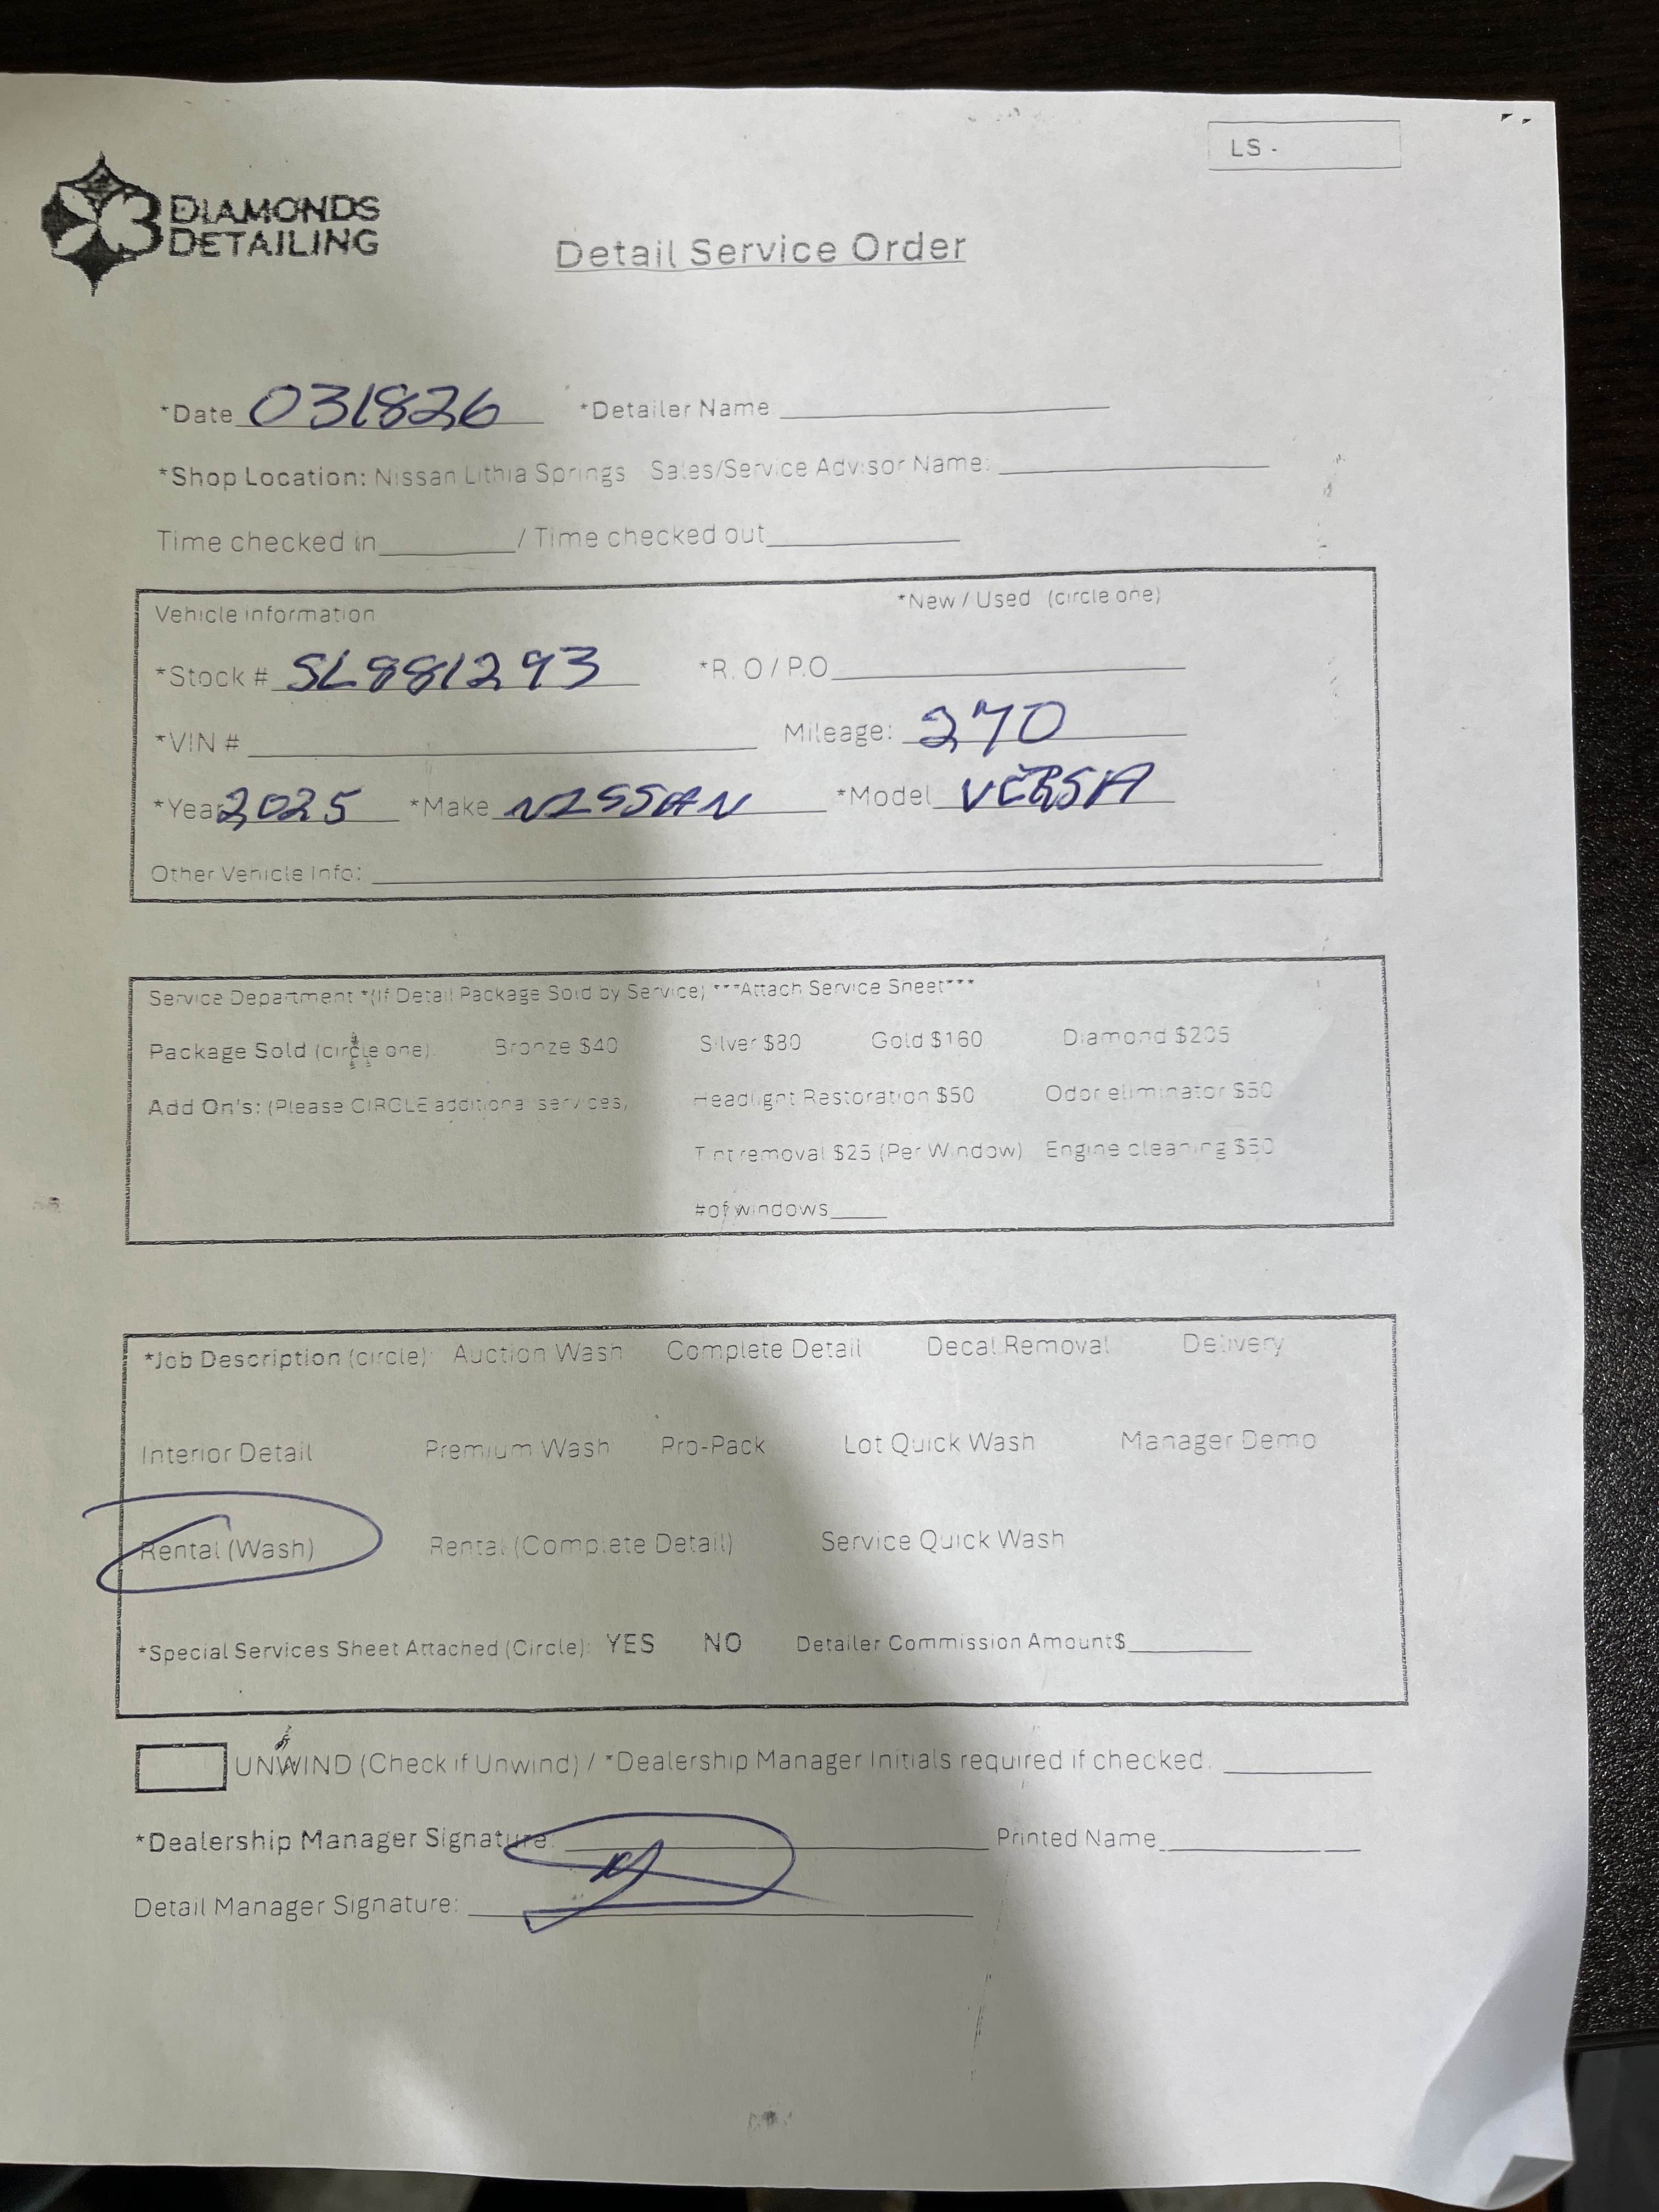 LS -
3 DIAMONDS
DETAILING
Detail Service Order
*Date 031826 *Detailer Name
*Shop Location: Nissan Lithia Springs Sales/Service Advisor Name:
Time checked in / Time checked out
Vehicle information *New / Used (circle one)
*Stock # SL881293 *R.O/P.O
*VIN # Mileage: 270
*Year 2025 *Make NISSAN *Model VERSA
Other Vehicle Info:
Service Department *(If Detail Package Sold by Service) ***Attach Service Sheet***
Package Sold (circle one). Bronze $40 Silver $80 Gold $160 Diamond $205
Add On's: (Please CIRCLE additional services) Headlight Restoration $50 Odor eliminator $50
Tint removal $25 (Per Window) Engine cleaning $50
# of windows
*Job Description (circle): Auction Wash Complete Detail Decal Removal Delivery
Interior Detail Premium Wash Pro-Pack Lot Quick Wash Manager Demo
Rental (Wash) Rental (Complete Detail) Service Quick Wash
*Special Services Sheet Attached (Circle): YES NO Detailer Commission Amount$
UNWIND (Check if Unwind) / *Dealership Manager Initials required if checked.
*Dealership Manager Signature: Printed Name
Detail Manager Signature: